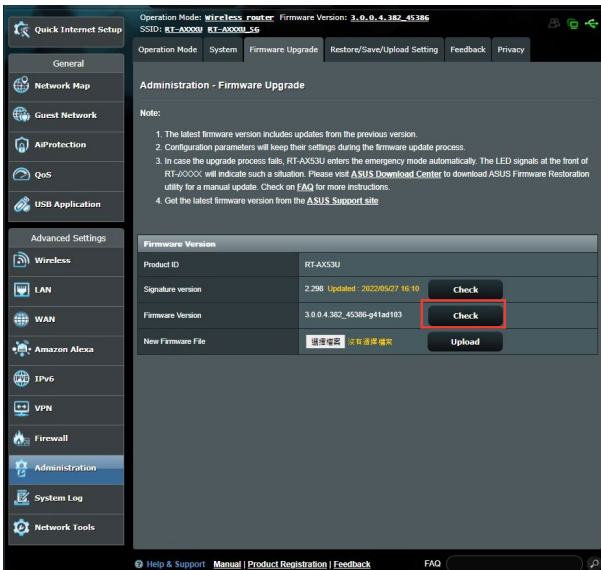 Quick Internet Setup
General
Network Map
Guest Network
AiProtection
QoS
USB Application
Advanced Settings
Wireless
LAN
WAN
Amazon Alexa
IPv6
VPN
Firewall
Administration
System Log
Network Tools
Operation Mode: Wireless router Firmware Version: 3.0.0.4.382_45386
SSID: RT-AXXXU RT-AXXXU_5G
Operation Mode System Firmware Upgrade Restore/Save/Upload Setting Feedback Privacy
Administration - Firmware Upgrade
Note:
1. The latest firmware version includes updates from the previous version.
2. Configuration parameters will keep their settings during the firmware update process.
3. In case the upgrade process fails, RT-AX53U enters the emergency mode automatically. The LED signals at the front of
RT-/XXXX will indicate such a situation. Please visit ASUS Download Center to download ASUS Firmware Restoration
utility for a manual update. Check on FAQ for more instructions.
4. Get the latest firmware version from the ASUS Support site
Firmware Version
Product ID RT-AX53U
Signature version 2.298 Updated : 2022/05/27 16:10 Check
Firmware Version 3.0.0.4.382_45386-g41ad103 Check
New Firmware File 選擇檔案 沒有選擇檔案 Upload
Help & Support Manual | Product Registration | Feedback FAQ